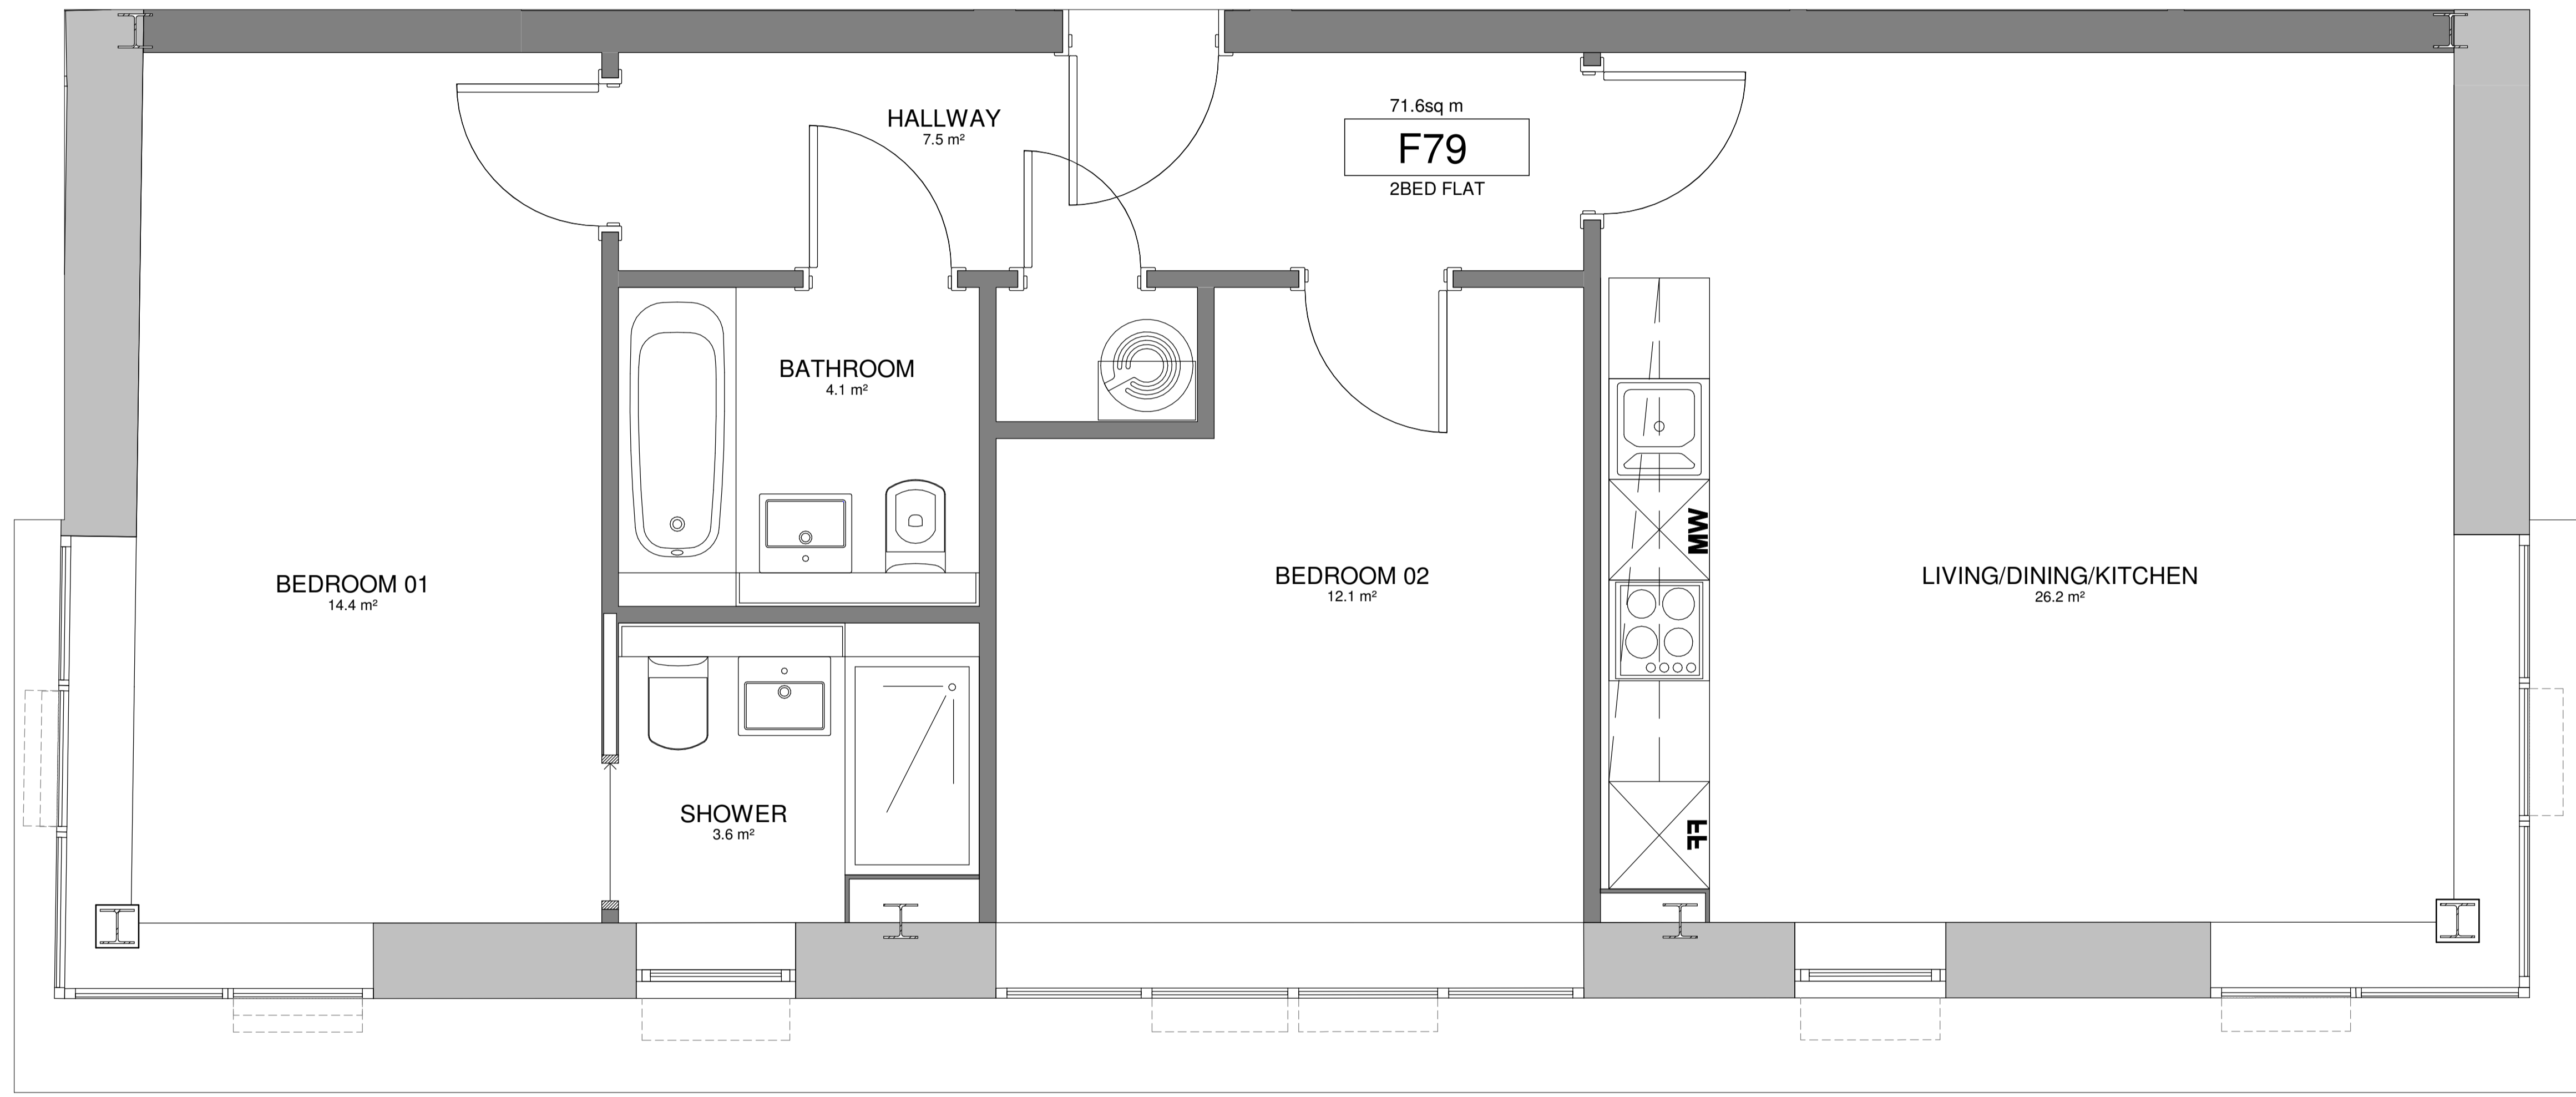 71.6sq m
F79
2BED FLAT
HALLWAY
7.5 m²
BATHROOM
4.1 m²
BEDROOM 01
14.4 m²
BEDROOM 02
12.1 m²
LIVING/DINING/KITCHEN
26.2 m²
SHOWER
3.6 m²
MW
FF